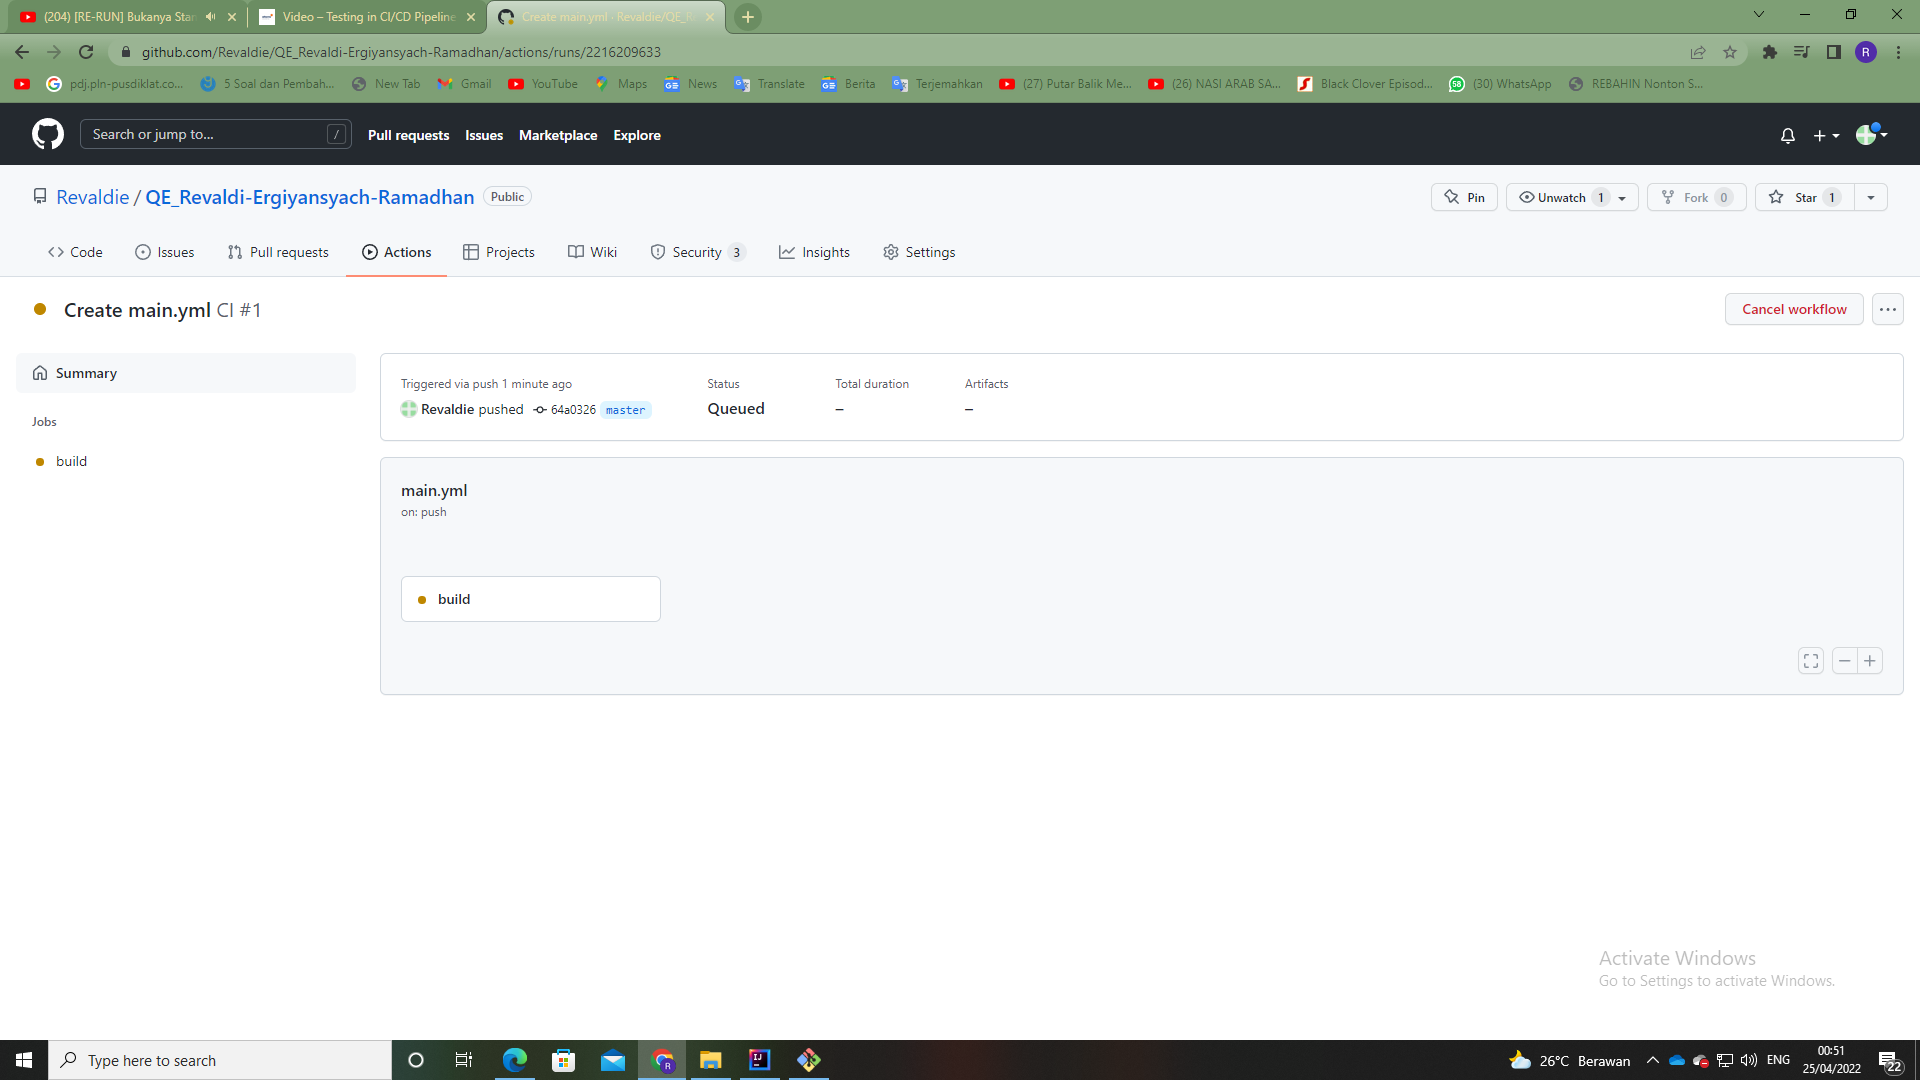 (204) [RE-RUN] Bukanya Stan
Video – Testing in CI/CD Pipeline
Create main.yml · Revaldie/QE_Re
github.com/Revaldie/QE_Revaldi-Ergiyansyach-Ramadhan/actions/runs/2216209633
R
pdj.pln-pusdiklat.co...
5 Soal dan Pembah...
New Tab
Gmail
YouTube
Maps
News
Translate
Berita
Terjemahkan
(27) Putar Balik Me...
(26) NASI ARAB SA...
Black Clover Episod...
58
(30) WhatsApp
REBAHIN Nonton S...
Search or jump to...
/
Pull requests
Issues
Marketplace
Explore
Revaldie / QE_Revaldi-Ergiyansyach-Ramadhan
Public
Pin
Unwatch 1
Fork 0
Star 1
Code
Issues
Pull requests
Actions
Projects
Wiki
Security 3
Insights
Settings
Create main.yml CI #1
Cancel workflow
Summary
Jobs
build
Triggered via push 1 minute ago
Revaldie pushed 64a0326 master
Status
Queued
Total duration
–
Artifacts
–
main.yml
on: push
build
Activate Windows
Go to Settings to activate Windows.
Type here to search
26°C Berawan
ENG
00:51
25/04/2022
22